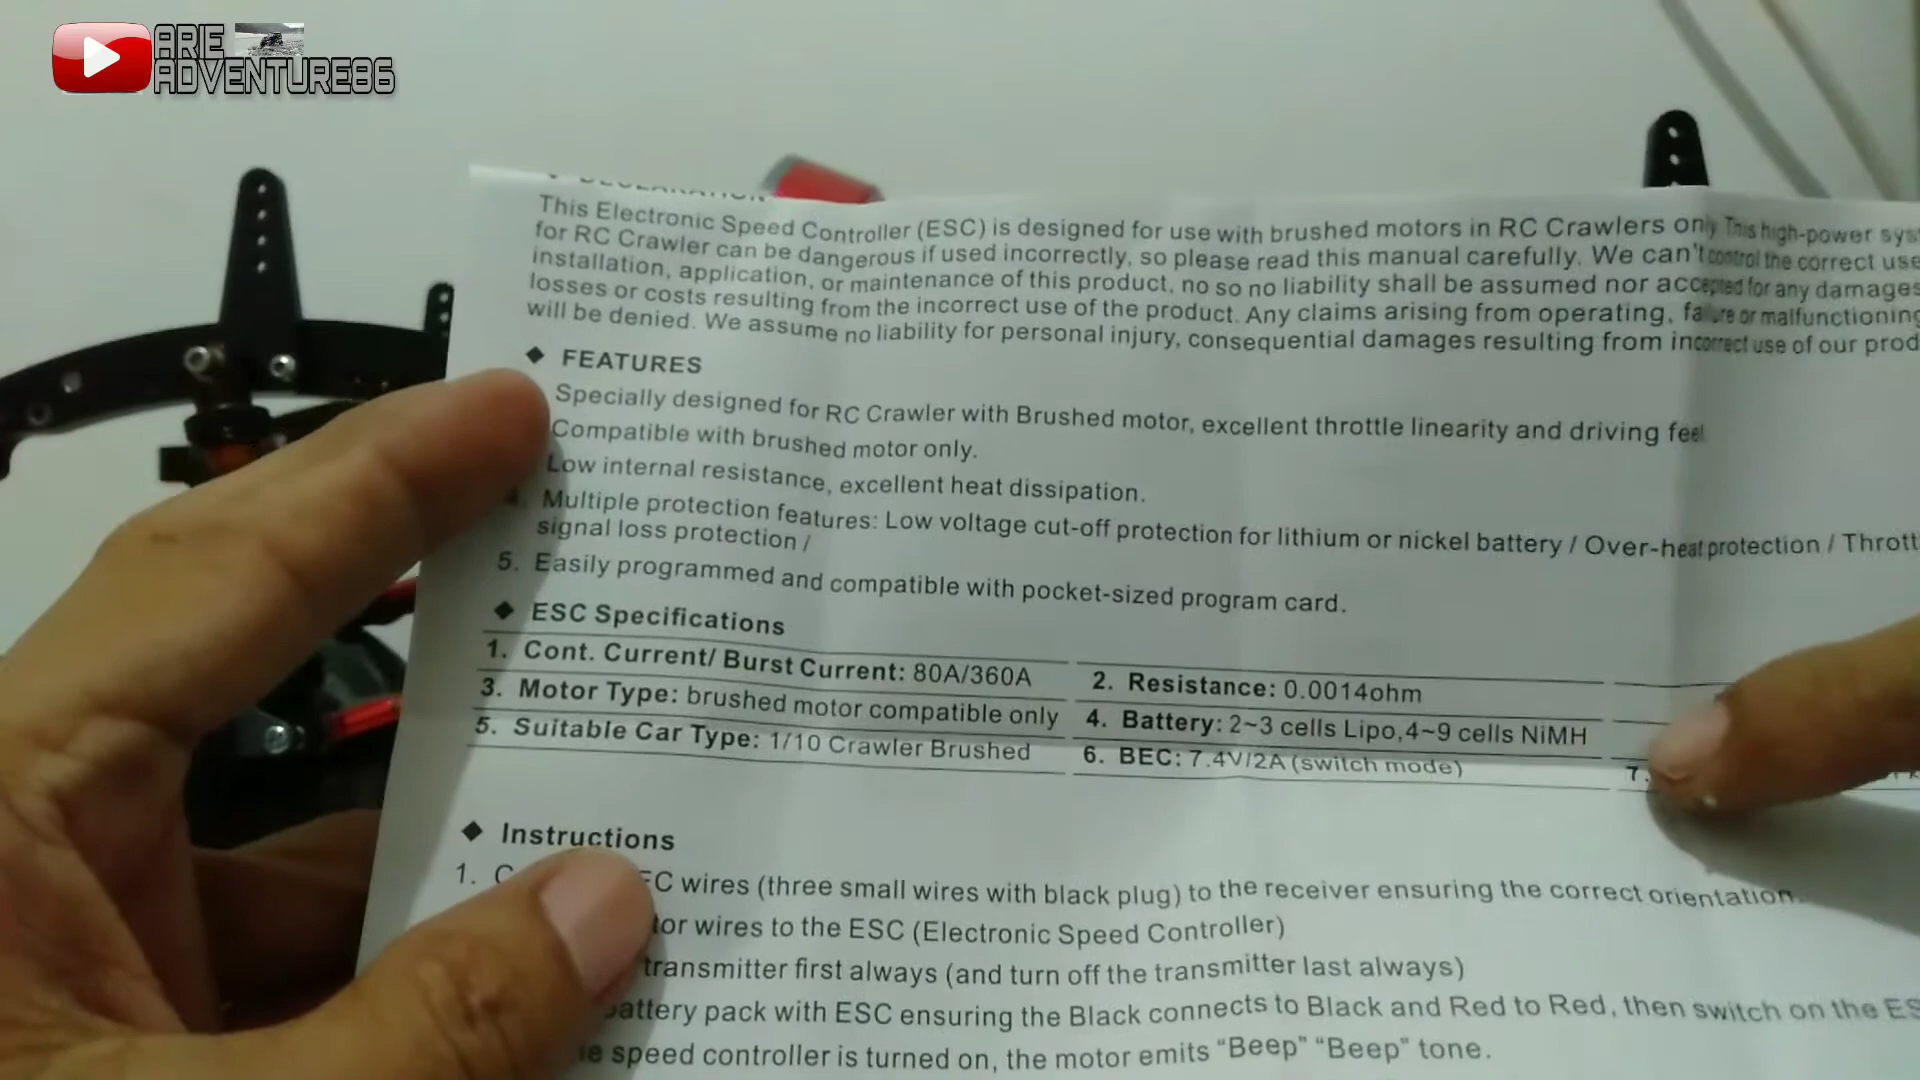 ARIE
ADVENTURE86
DECLARATION
This Electronic Speed Controller (ESC) is designed for use with brushed motors in RC Crawlers only This high-power sys
for RC Crawler can be dangerous if used incorrectly, so please read this manual carefully. We can't control the correct use
installation, application, or maintenance of this product, no so no liability shall be assumed nor accepted for any damages
losses or costs resulting from the incorrect use of the product. Any claims arising from operating, failure or malfunctioning
will be denied. We assume no liability for personal injury, consequential damages resulting from incorrect use of our prod
◆ FEATURES
Specially designed for RC Crawler with Brushed motor, excellent throttle linearity and driving feel
Compatible with brushed motor only.
Low internal resistance, excellent heat dissipation.
4. Multiple protection features: Low voltage cut-off protection for lithium or nickel battery / Over-heat protection / Thrott
signal loss protection /
5. Easily programmed and compatible with pocket-sized program card.
◆ ESC Specifications
1. Cont. Current/ Burst Current: 80A/360A
2. Resistance: 0.0014ohm
3. Motor Type: brushed motor compatible only
4. Battery: 2~3 cells Lipo,4~9 cells NiMH
5. Suitable Car Type: 1/10 Crawler Brushed
6. BEC: 7.4V/2A (switch mode)
7.
◆ Instructions
1. C EC wires (three small wires with black plug) to the receiver ensuring the correct orientation.
tor wires to the ESC (Electronic Speed Controller)
transmitter first always (and turn off the transmitter last always)
battery pack with ESC ensuring the Black connects to Black and Red to Red, then switch on the ES
speed controller is turned on, the motor emits "Beep" "Beep" tone.